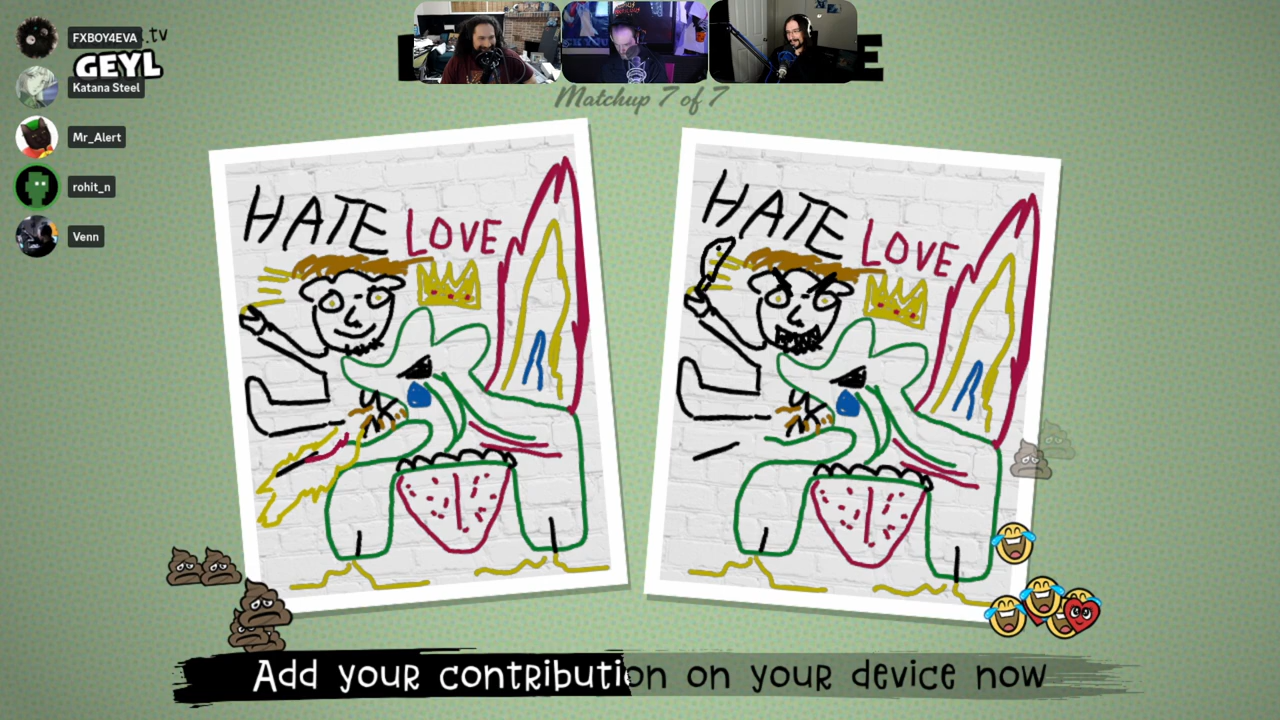 FXBOY4EVA
.tv
GEYL
Katana Steel
Mr_Alert
rohit_n
Venn
E
Matchup 7 of 7
HATE LOVE
HATE LOVE
Add your contribution on your device now